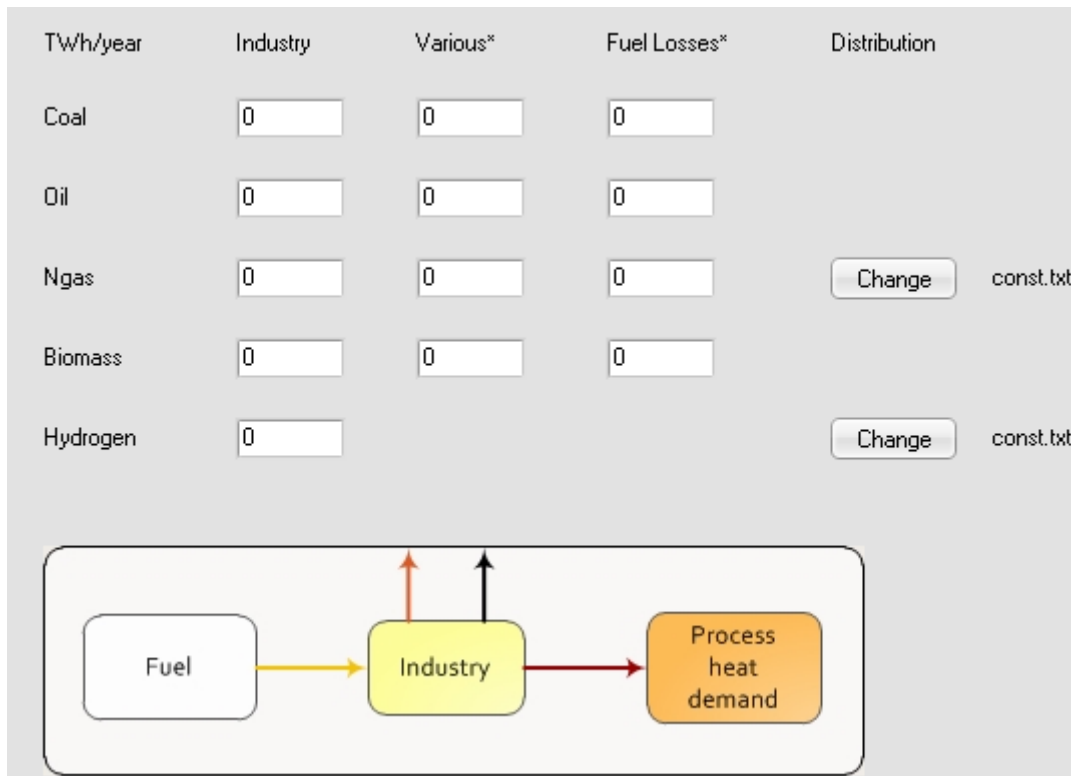 TWh/year Industry Various* Fuel Losses* Distribution
Coal 0 0 0
Oil 0 0 0
Ngas 0 0 0 Change const.txt
Biomass 0 0 0
Hydrogen 0 Change const.txt
Fuel
Industry
Process
heat
demand